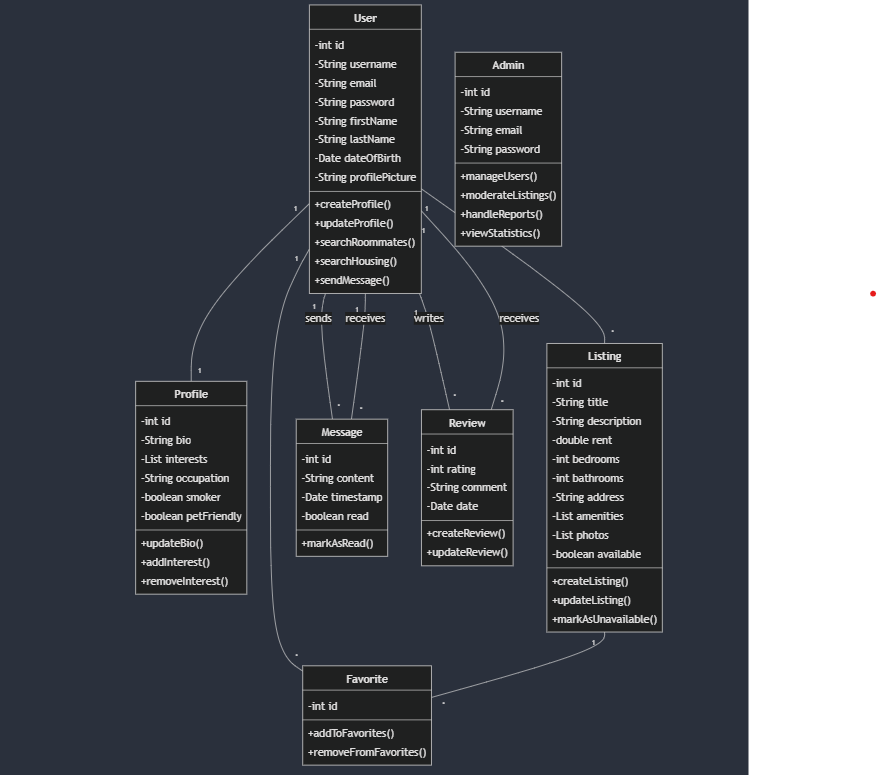 User
-int id
-String username
-String email
-String password
-String firstName
-String lastName
-Date dateOfBirth
-String profilePicture
+createProfile()
+updateProfile()
+searchRoommates()
+searchHousing()
+sendMessage()
Admin
-int id
-String username
-String email
-String password
+manageUsers()
+moderateListings()
+handleReports()
+viewStatistics()
1
1
1
1
1
1
1
sends
receives
writes
receives
*
1
*
*
*
*
Profile
-int id
-String bio
-List interests
-String occupation
-boolean smoker
-boolean petFriendly
+updateBio()
+addInterest()
+removeInterest()
Message
-int id
-String content
-Date timestamp
-boolean read
+markAsRead()
Review
-int id
-int rating
-String comment
-Date date
+createReview()
+updateReview()
Listing
-int id
-String title
-String description
-double rent
-int bedrooms
-int bathrooms
-String address
-List amenities
-List photos
-boolean available
+createListing()
+updateListing()
+markAsUnavailable()
1
*
*
Favorite
-int id
+addToFavorites()
+removeFromFavorites()